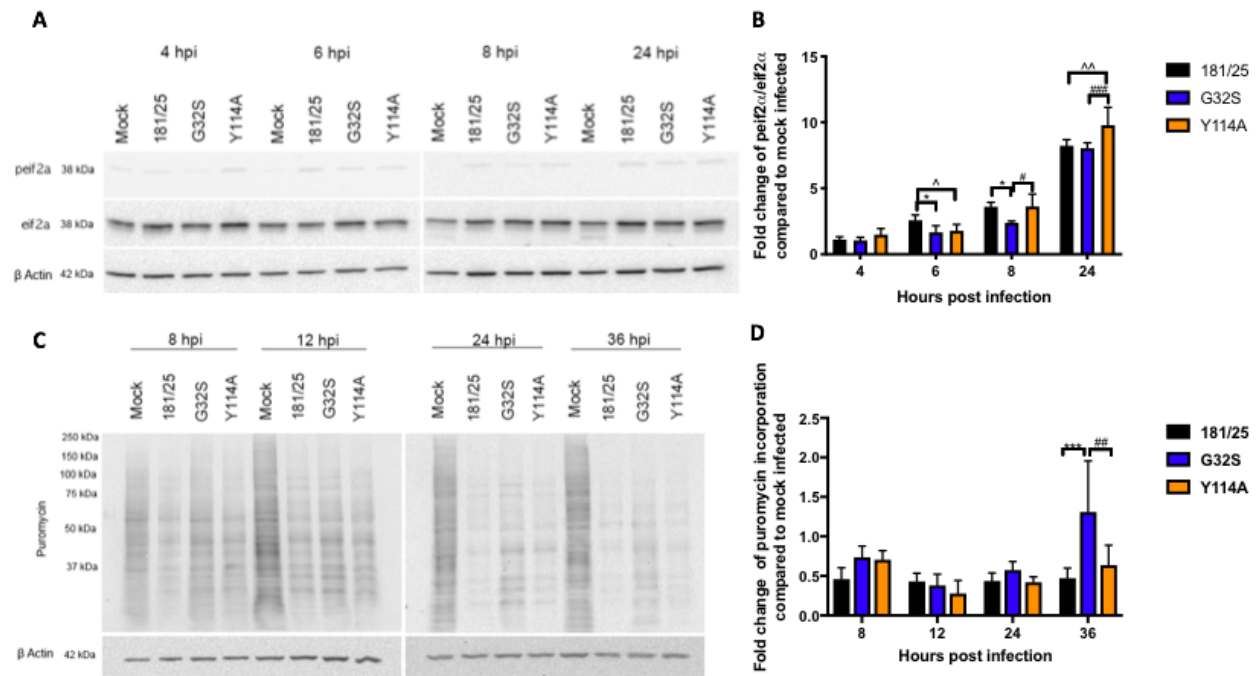 A
4 hpi 6 hpi 8 hpi 24 hpi
Mock 181/25 G32S Y114A Mock 181/25 G32S Y114A Mock 181/25 G32S Y114A Mock 181/25 G32S Y114A
peif2a 38 kDa
eif2a 38 kDa
β Actin 42 kDa
B
Fold change of peif2α/eif2α
compared to mock infected
15
10
5
0
^
*
*
#
^^
###
4 6 8 24
Hours post infection
181/25
G32S
Y114A
C
8 hpi 12 hpi 24 hpi 36 hpi
Mock 181/25 G32S Y114A Mock 181/25 G32S Y114A Mock 181/25 G32S Y114A Mock 181/25 G32S Y114A
Puromycin
250 kDa
150 kDa
100 kDa
75 kDa
50 kDa
37 kDa
β Actin 42 kDa
D
Fold change of puromycin incorporation
compared to mock infected
2.5
2.0
1.5
1.0
0.5
0.0
*** ##
8 12 24 36
Hours post infection
181/25
G32S
Y114A